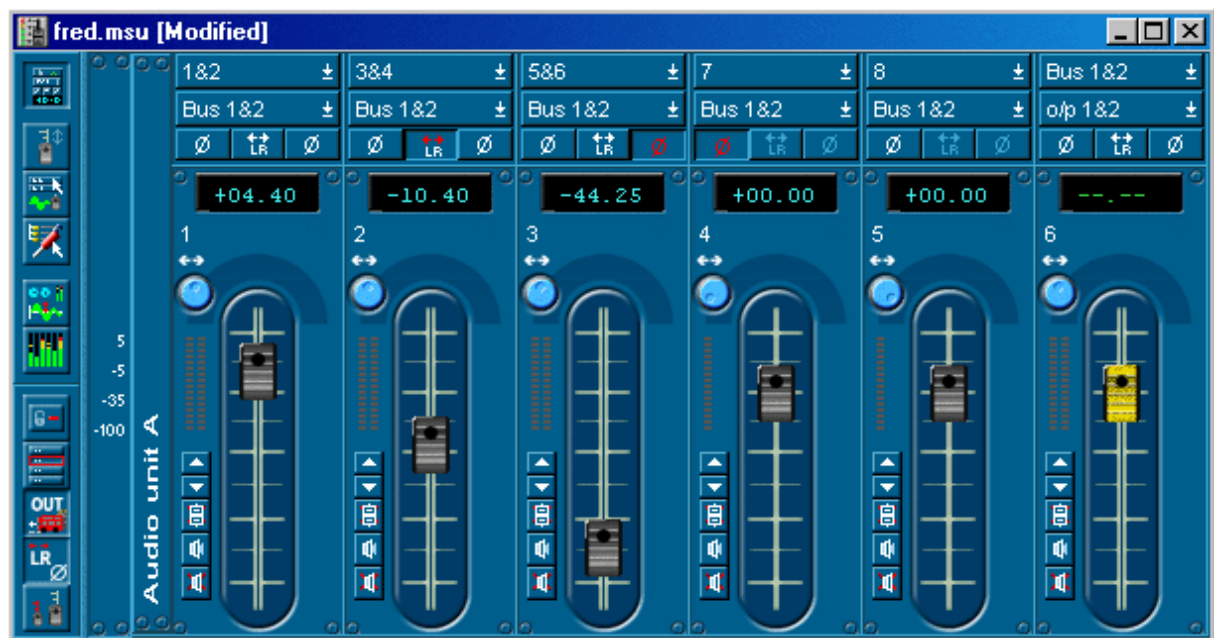 fred.msu [Modified]
1&2 3&4 5&6 7 8 Bus 1&2
Bus 1&2 Bus 1&2 Bus 1&2 Bus 1&2 Bus 1&2 o/p 1&2
Ø LR Ø Ø LR Ø Ø LR Ø Ø LR Ø Ø LR Ø Ø LR Ø
+04.40 -10.40 -44.25 +00.00 +00.00 --.--
1 2 3 4 5 6
5
-5
-35
-100
Audio unit A
OUT
LR
Ø
1